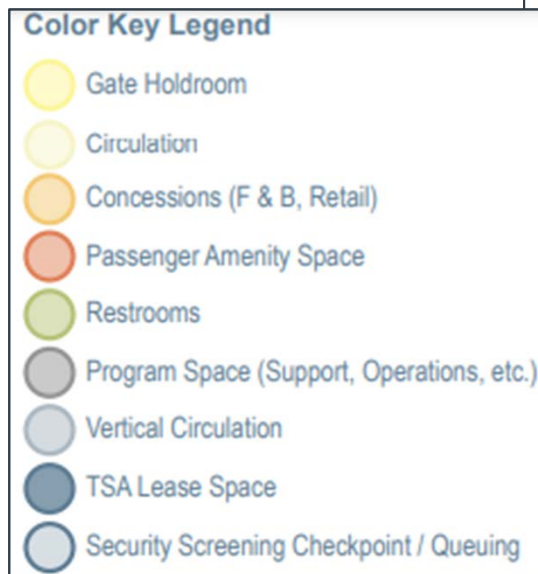 Color Key Legend
Gate Holdroom
Circulation
Concessions (F & B, Retail)
Passenger Amenity Space
Restrooms
Program Space (Support, Operations, etc.)
Vertical Circulation
TSA Lease Space
Security Screening Checkpoint / Queuing